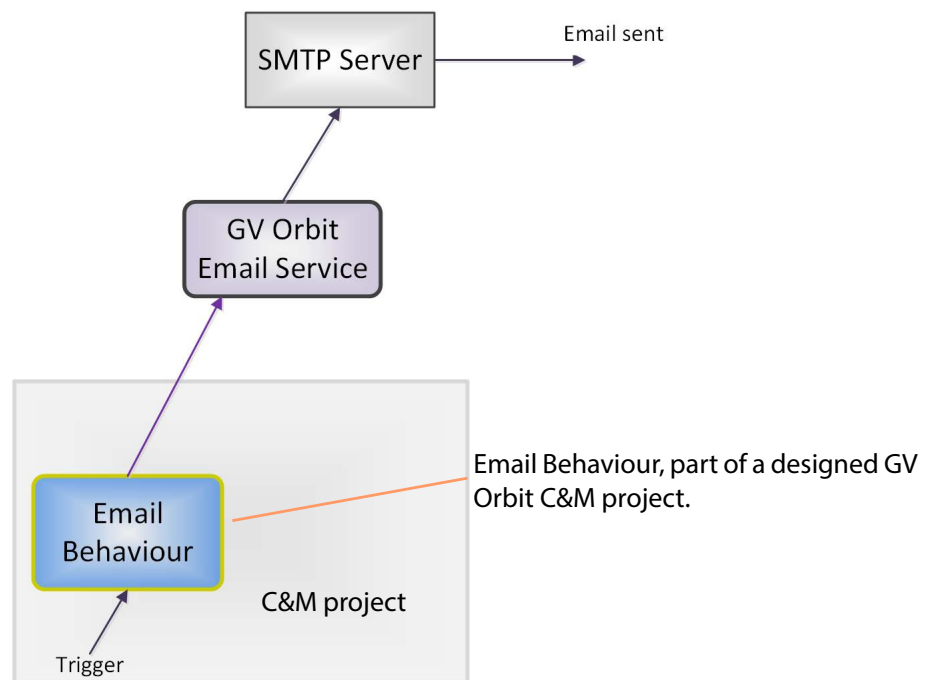 Email sent
SMTP Server
GV Orbit
Email Service
Email Behaviour, part of a designed GV
Orbit C&M project.
Email
Behaviour
C&M project
Trigger